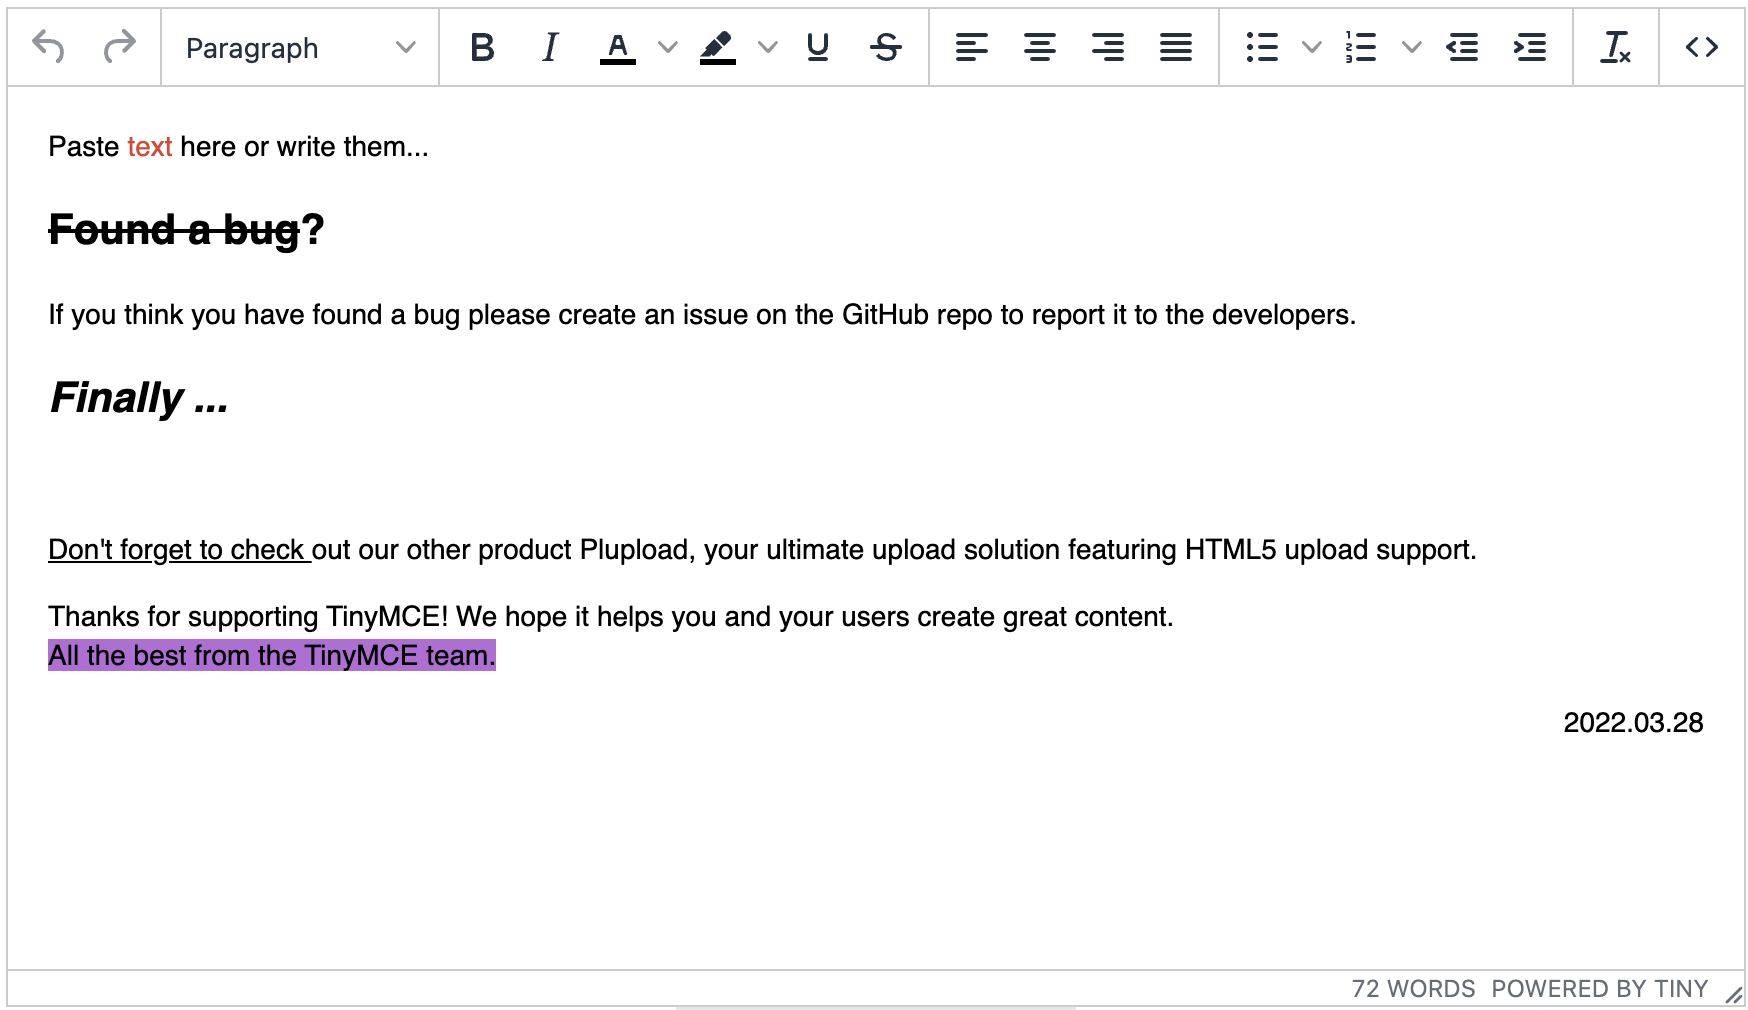 Paragraph
Paste text here or write them...
Found a bug?
If you think you have found a bug please create an issue on the GitHub repo to report it to the developers.
Finally ...
Don't forget to check out our other product Plupload, your ultimate upload solution featuring HTML5 upload support.
Thanks for supporting TinyMCE! We hope it helps you and your users create great content.
All the best from the TinyMCE team.
2022.03.28
72 WORDS POWERED BY TINY